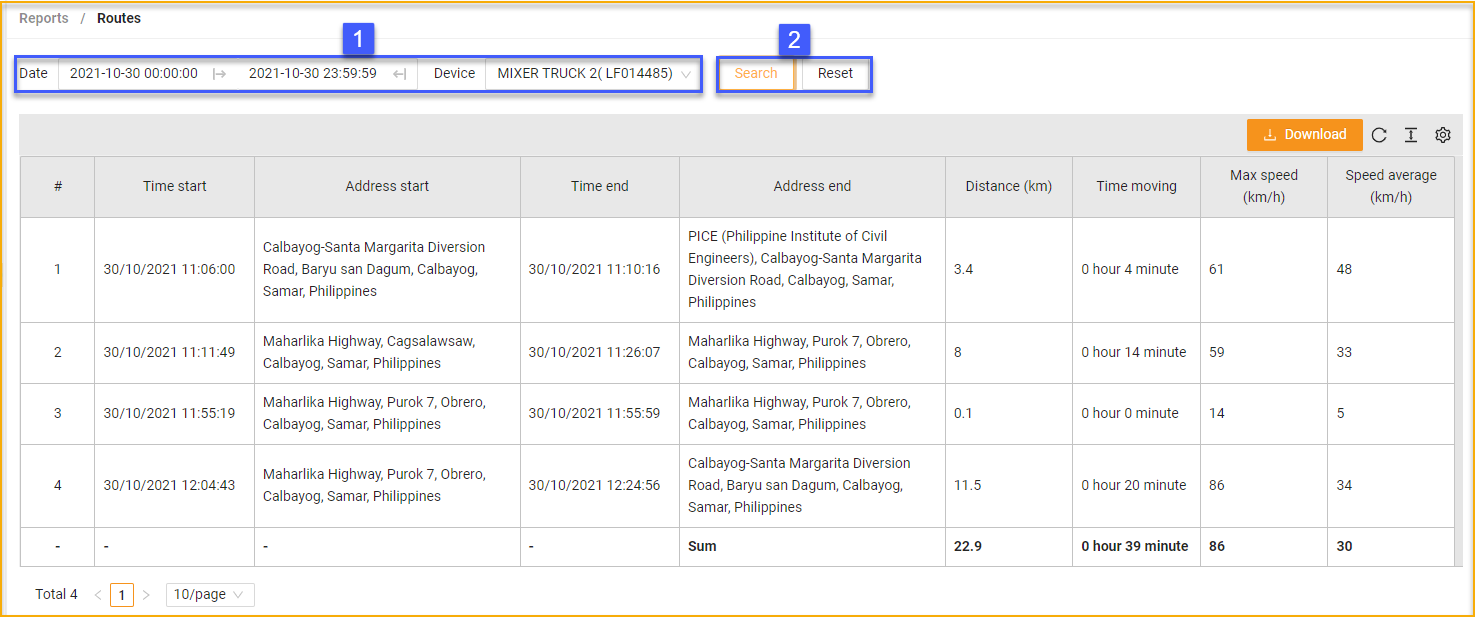 Reports / Routes
1
2
Date 2021-10-30 00:00:00 2021-10-30 23:59:59 Device MIXER TRUCK 2( LF014485) Search Reset
Download
# Time start Address start Time end Address end Distance (km) Time moving Max speed (km/h) Speed average (km/h)
1 30/10/2021 11:06:00 Calbayog-Santa Margarita Diversion Road, Baryu san Dagum, Calbayog, Samar, Philippines 30/10/2021 11:10:16 PICE (Philippine Institute of Civil Engineers), Calbayog-Santa Margarita Diversion Road, Calbayog, Samar, Philippines 3.4 0 hour 4 minute 61 48
2 30/10/2021 11:11:49 Maharlika Highway, Cagsalawsaw, Calbayog, Samar, Philippines 30/10/2021 11:26:07 Maharlika Highway, Purok 7, Obrero, Calbayog, Samar, Philippines 8 0 hour 14 minute 59 33
3 30/10/2021 11:55:19 Maharlika Highway, Purok 7, Obrero, Calbayog, Samar, Philippines 30/10/2021 11:55:59 Maharlika Highway, Purok 7, Obrero, Calbayog, Samar, Philippines 0.1 0 hour 0 minute 14 5
4 30/10/2021 12:04:43 Maharlika Highway, Purok 7, Obrero, Calbayog, Samar, Philippines 30/10/2021 12:24:56 Calbayog-Santa Margarita Diversion Road, Baryu san Dagum, Calbayog, Samar, Philippines 11.5 0 hour 20 minute 86 34
- - - - Sum 22.9 0 hour 39 minute 86 30
Total 4 < 1 > 10/page